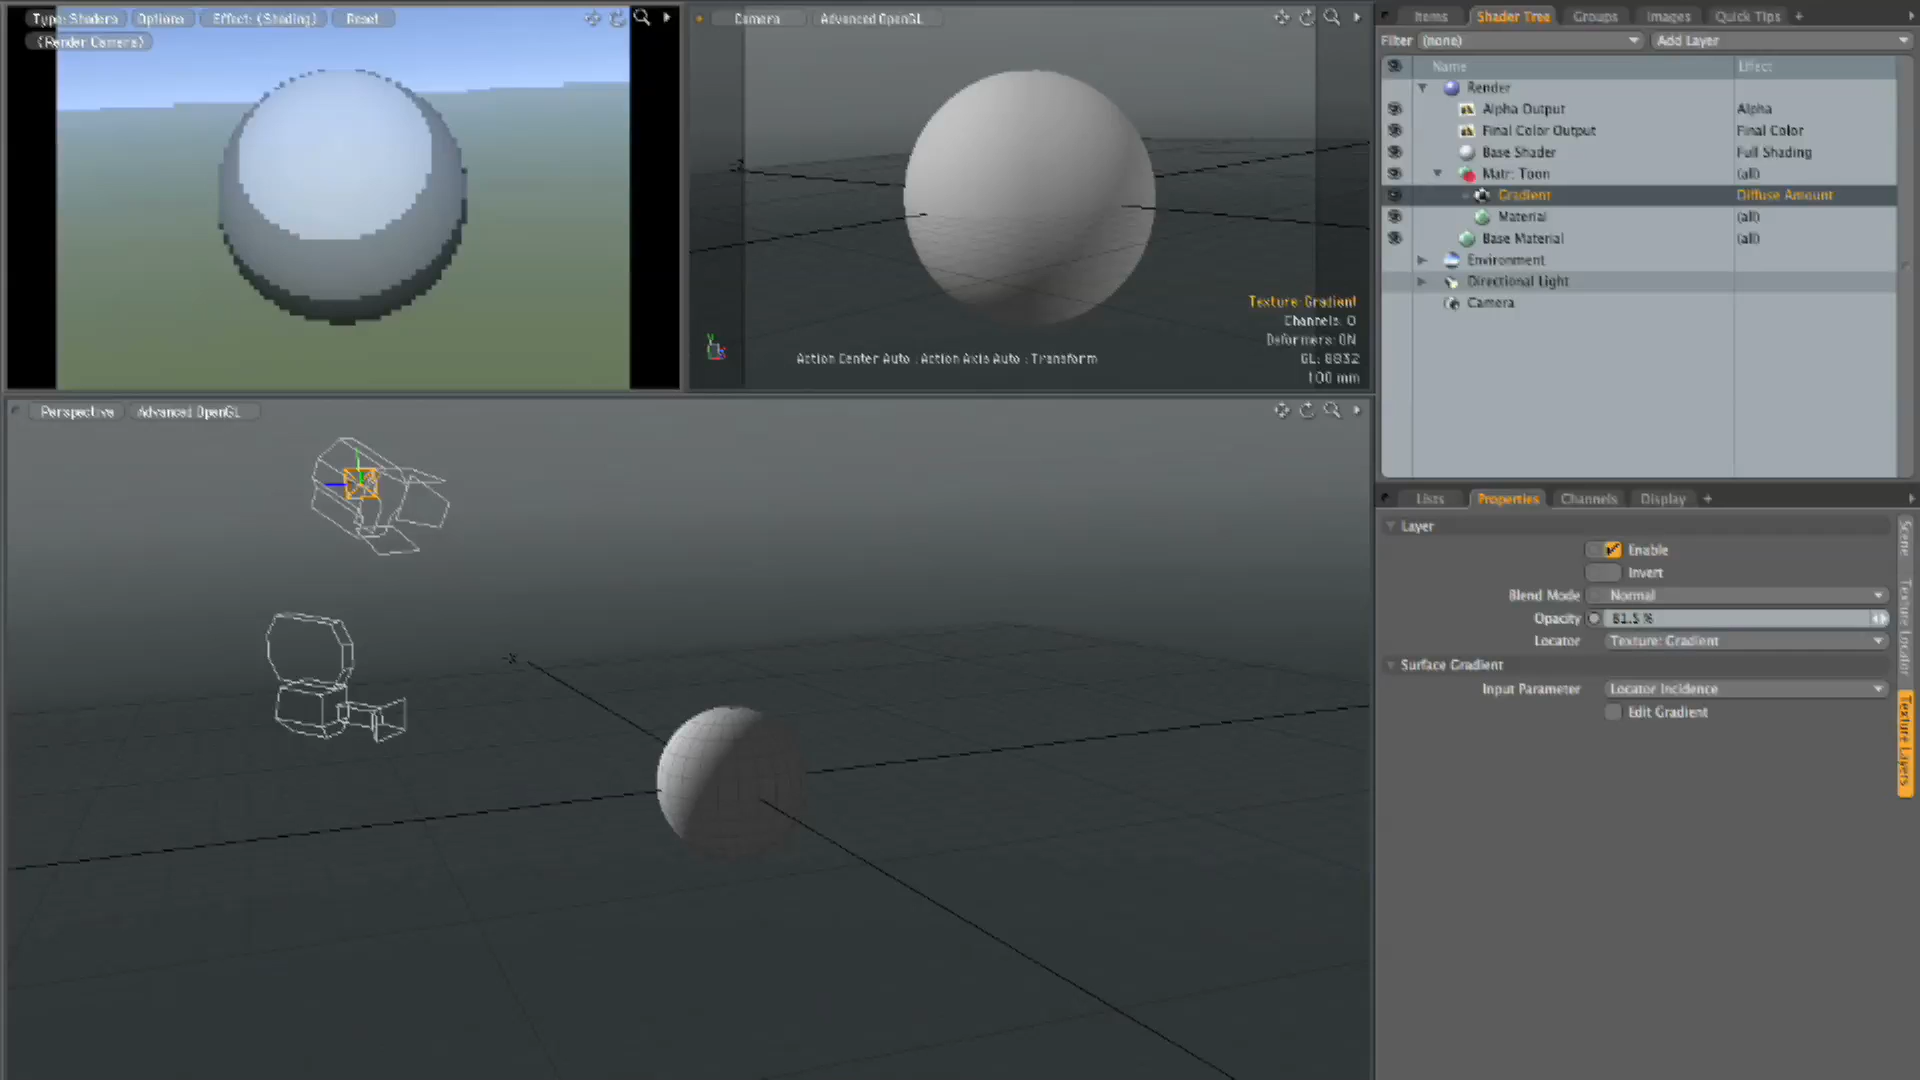 Type: Shaders Options Effect: (Shading) Reset
(Render Camera)
Camera Advanced OpenGL
Texture: Gradient
Channels: 0
Deformers: ON
GL: 8832
100 mm
Action Center Auto : Action Axis Auto : Transform
Perspective Advanced OpenGL
-X
Items Shader Tree Groups Images Quick Tips +
Filter (none) Add Layer
Name Effect
Render
Alpha Output Alpha
Final Color Output Final Color
Base Shader Full Shading
Matr: Toon (all)
Gradient Diffuse Amount
Material (all)
Base Material (all)
Environment
Directional Light
Camera
Lists Properties Channels Display +
Layer
Enable
Invert
Blend Mode Normal
Opacity 81.5 %
Locator Texture: Gradient
Surface Gradient
Input Parameter Locator Incidence
Edit Gradient
Scene
Texture Locator
Texture Layers